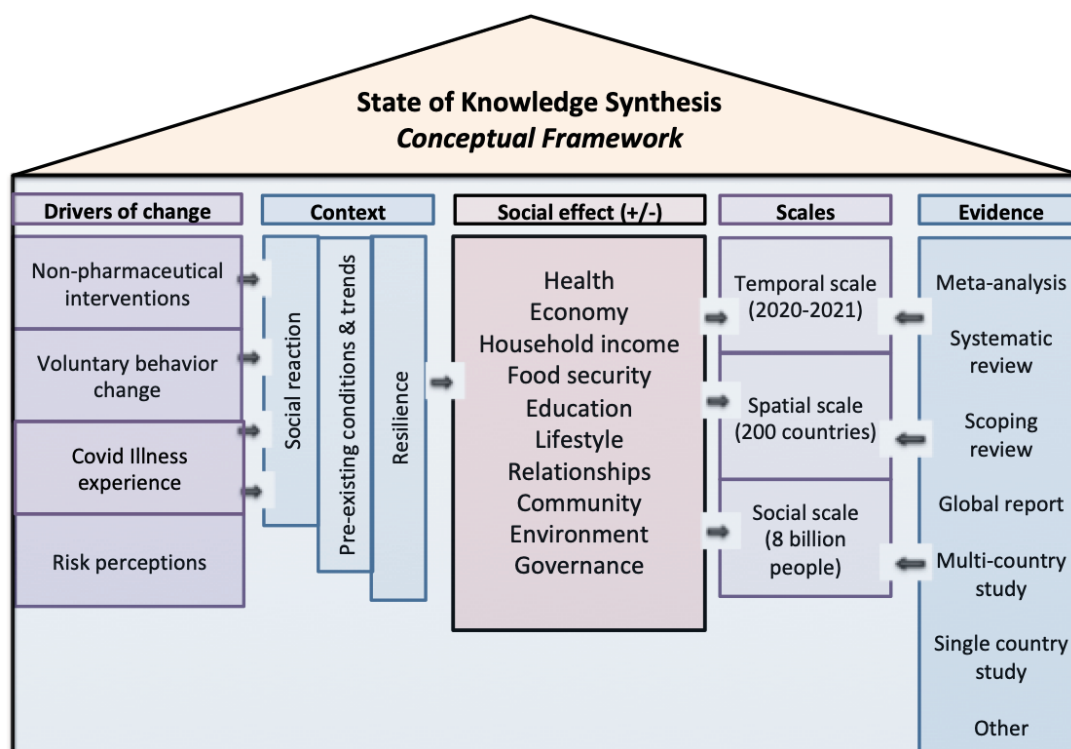 State of Knowledge Synthesis
Conceptual Framework
Drivers of change
Non-pharmaceutical
interventions
Voluntary behavior
change
Covid Illness
experience
Risk perceptions
Context
Social reaction
Pre-existing conditions & trends
Resilience
Social effect (+/-)
Health
Economy
Household income
Food security
Education
Lifestyle
Relationships
Community
Environment
Governance
Scales
Temporal scale
(2020-2021)
Spatial scale
(200 countries)
Social scale
(8 billion
people)
Evidence
Meta-analysis
Systematic
review
Scoping
review
Global report
Multi-country
study
Single country
study
Other